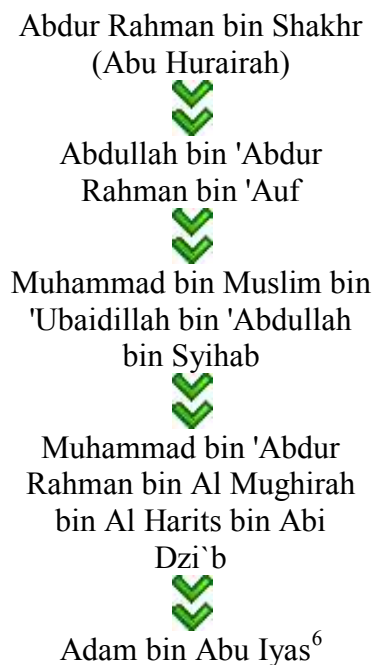 Abdur Rahman bin Shakhr
(Abu Hurairah)
Abdullah bin 'Abdur
Rahman bin 'Auf
Muhammad bin Muslim bin
'Ubaidillah bin 'Abdullah
bin Syihab
Muhammad bin 'Abdur
Rahman bin Al Mughirah
bin Al Harits bin Abi
Dzi`b
Adam bin Abu Iyas⁶